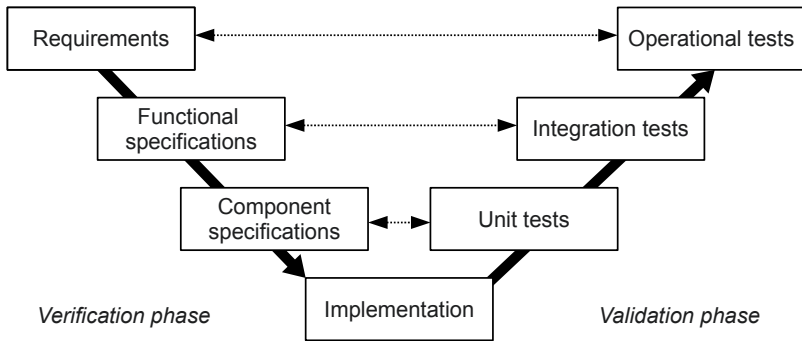 Requirements
Operational tests
Functional
specifications
Integration tests
Component
specifications
Unit tests
Implementation
Verification phase
Validation phase